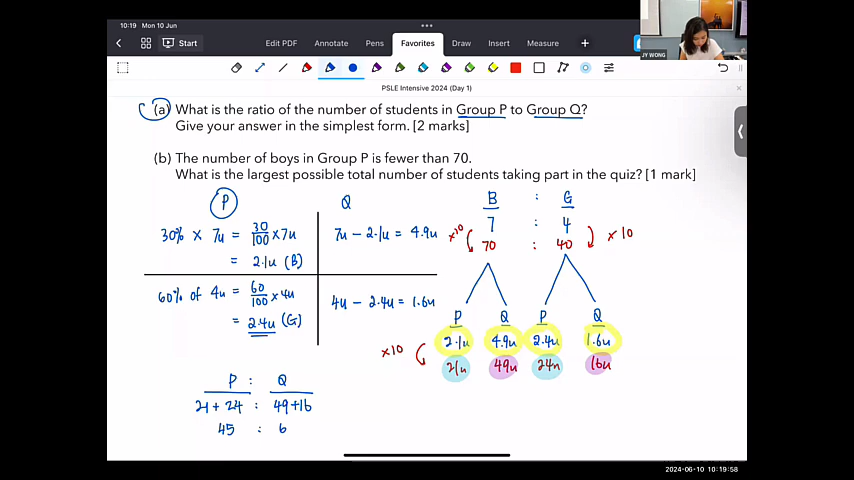 10:19 Mon 10 Jun
Start
Edit PDF Annotate Pens Favorites Draw Insert Measure
JY WONG
PSLE Intensive 2024 (Day 1)
(a) What is the ratio of the number of students in Group P to Group Q?
Give your answer in the simplest form. [2 marks]
(b) The number of boys in Group P is fewer than 70.
What is the largest possible total number of students taking part in the quiz? [1 mark]
P Q
30% × 7u = 30/100 × 7u
= 2.1u (B)
7u - 2.1u = 4.9u
60% of 4u = 60/100 × 4u
= 2.4u (G)
4u - 2.4u = 1.6u
B : G
7 : 4
×10 70 : 40 ×10
P Q P Q
2.1u 4.9u 2.4u 1.6u
×10 21u 49u 24u 16u
P : Q
21 + 24 : 49 + 16
45 : 6
2024-06-10 10:19:58